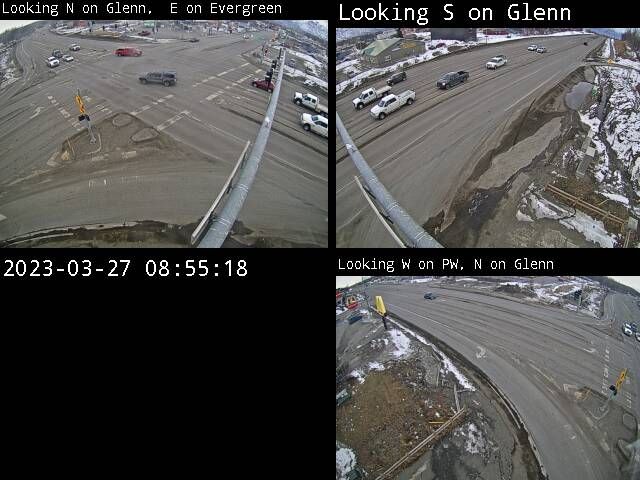 Looking N on Glenn,  E on Evergreen
Looking S on Glenn
2023-03-27 08:55:18
Looking W on PW, N on Glenn